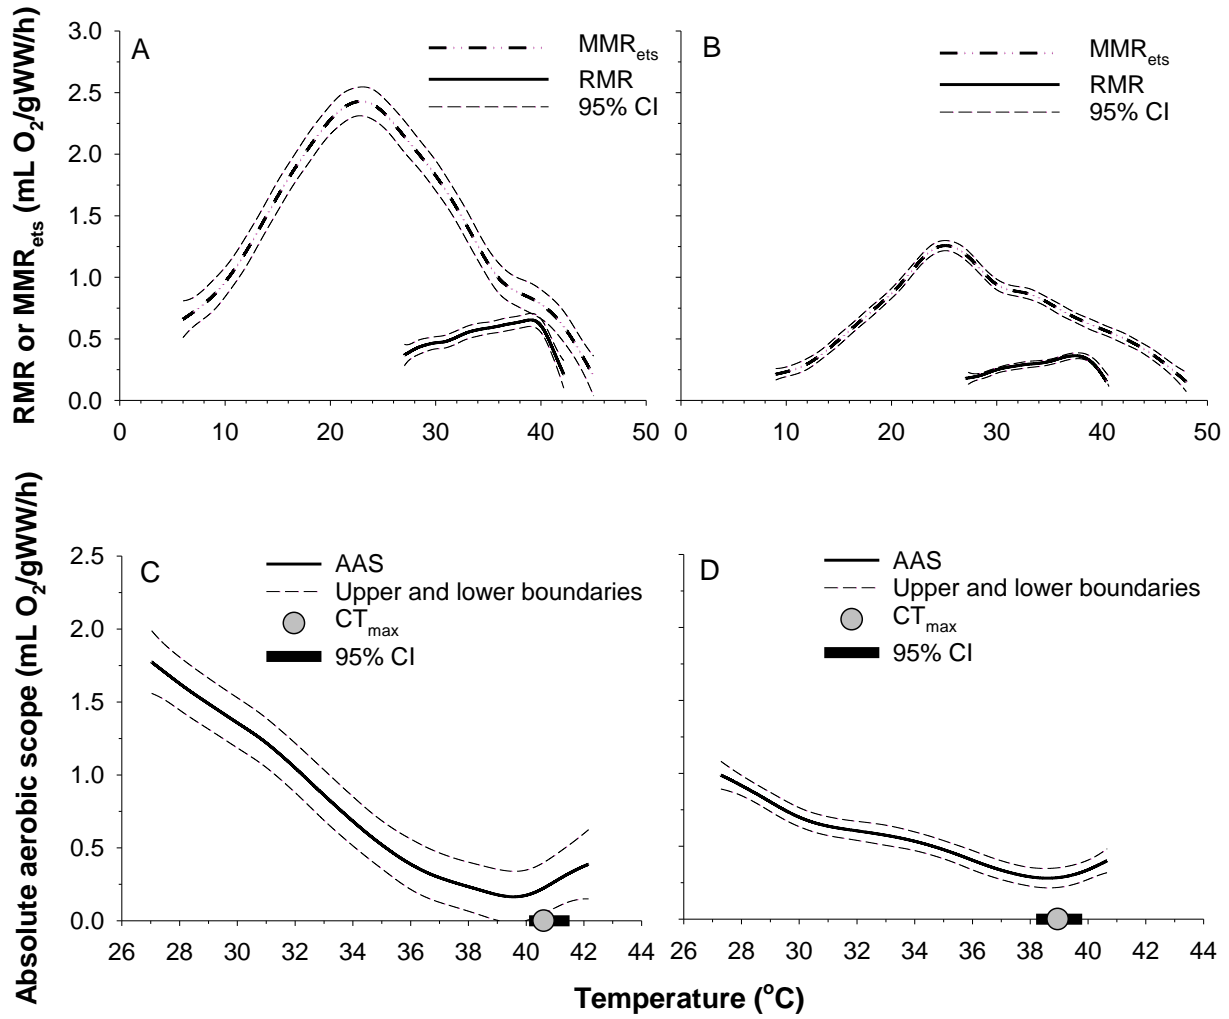 RMR or MMRets (mL O2/gWW/h)
3.0
2.5
2.0
1.5
1.0
0.5
0.0
A
MMRets
RMR
95% CI
0 10 20 30 40 50
B
MMRets
RMR
95% CI
0 10 20 30 40 50
Absolute aerobic scope (mL O2/gWW/h)
2.5
2.0
1.5
1.0
0.5
0.0
C
AAS
Upper and lower boundaries
CTmax
95% CI
26 28 30 32 34 36 38 40 42 44
D
AAS
Upper and lower boundaries
CTmax
95% CI
26 28 30 32 34 36 38 40 42 44
Temperature (oC)